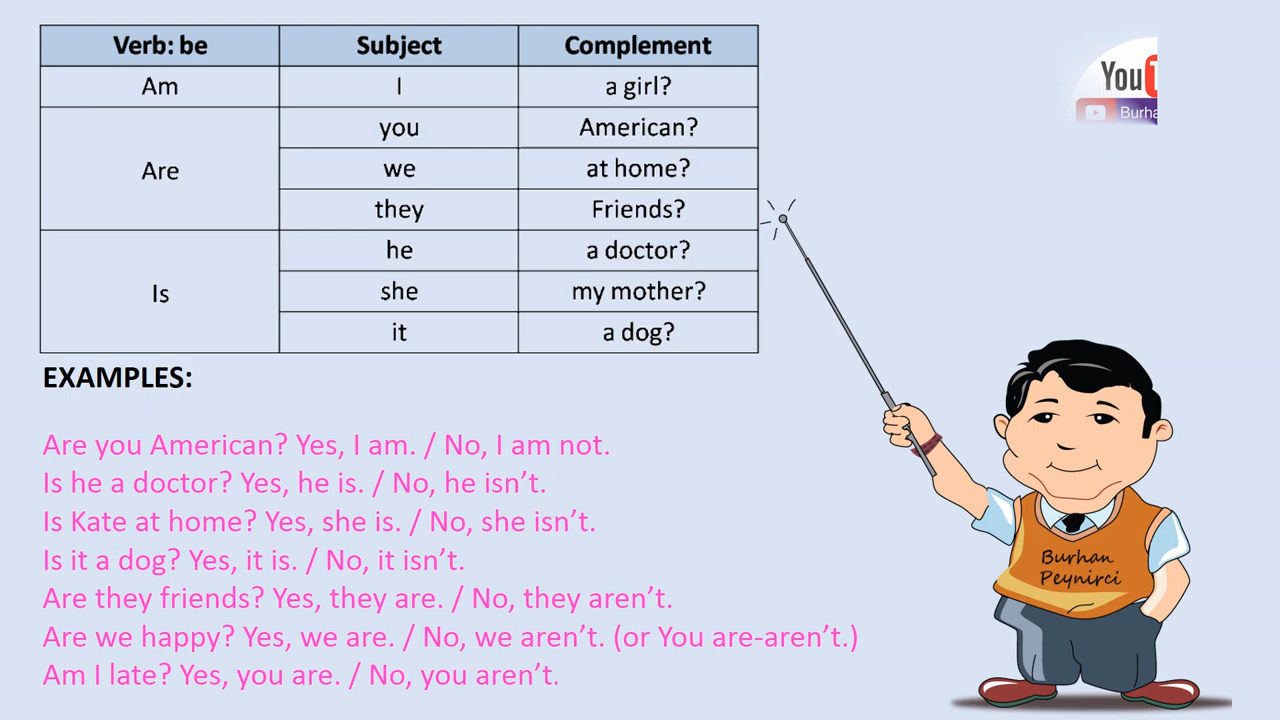 Verb: be Subject Complement
Am I a girl?
you American?
Are we at home?
they Friends?
he a doctor?
Is she my mother?
it a dog?
EXAMPLES:
Are you American? Yes, I am. / No, I am not.
Is he a doctor? Yes, he is. / No, he isn’t.
Is Kate at home? Yes, she is. / No, she isn’t.
Is it a dog? Yes, it is. / No, it isn’t.
Are they friends? Yes, they are. / No, they aren’t.
Are we happy? Yes, we are. / No, we aren’t. (or You are-aren’t.)
Am I late? Yes, you are. / No, you aren’t.
You
Burhan
Peynirci